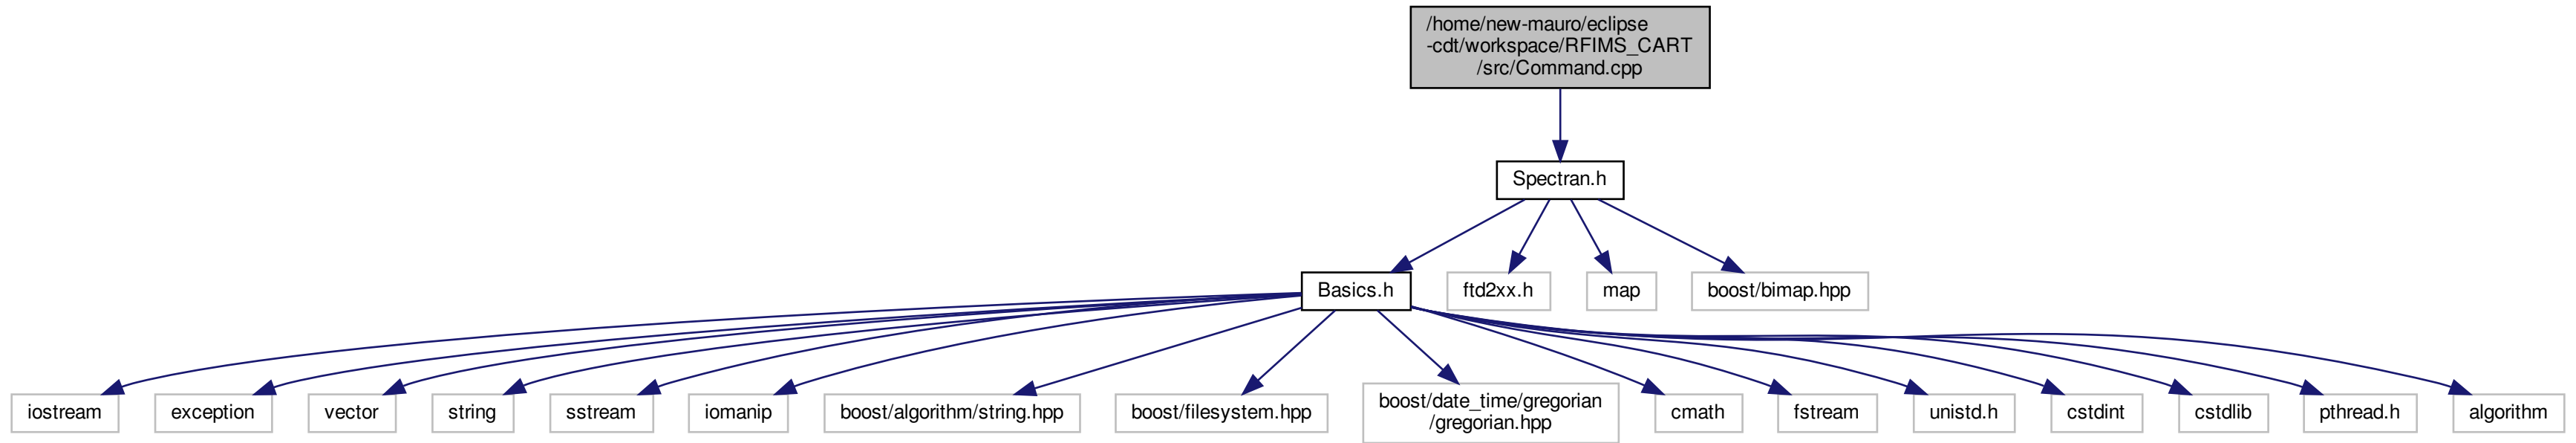 /home/new-mauro/eclipse
-cdt/workspace/RFIMS_CART
/src/Command.cpp
Spectran.h
Basics.h
ftd2xx.h
map
boost/bimap.hpp
iostream
exception
vector
string
sstream
iomanip
boost/algorithm/string.hpp
boost/filesystem.hpp
boost/date_time/gregorian
/gregorian.hpp
cmath
fstream
unistd.h
cstdint
cstdlib
pthread.h
algorithm